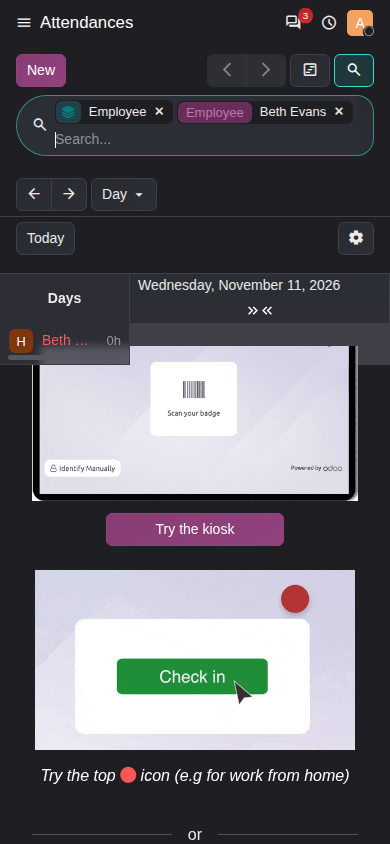 Attendances
3
A
New
Employee ×
Employee Beth Evans ×
Search...
Day
Today
Days
Wednesday, November 11, 2026
H
Beth ...
0h
Scan your badge
Identify Manually
Powered by odoo
Try the kiosk
Check in
Try the top icon (e.g for work from home)
or